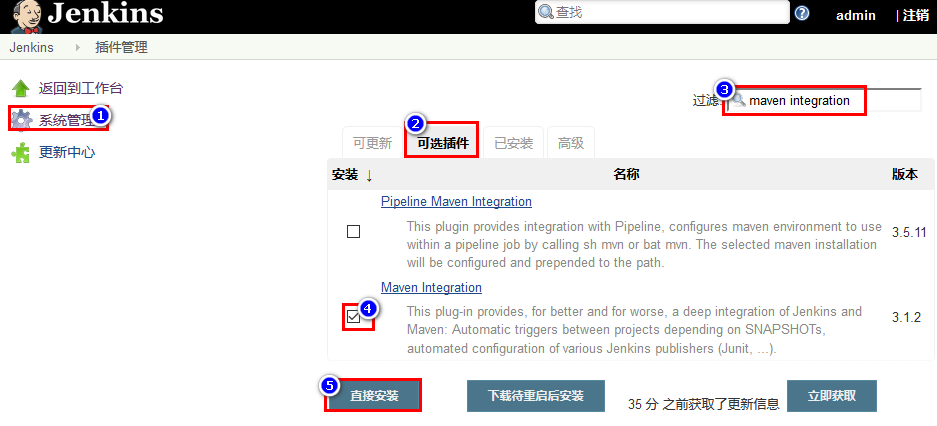 Jenkins
查找
admin
| 注销
Jenkins
插件管理
返回到工作台
3
过滤:
maven integration
系统管理
1
2
可更新
可选插件
已安装
高级
更新中心
安装 ↓
名称
版本
Pipeline Maven Integration
This plugin provides integration with Pipeline, configures maven environment to use
within a pipeline job by calling sh mvn or bat mvn. The selected maven installation
will be configured and prepended to the path.
3.5.11
Maven Integration
4
This plug-in provides, for better and for worse, a deep integration of Jenkins and
Maven: Automatic triggers between projects depending on SNAPSHOTs,
automated configuration of various Jenkins publishers (Junit, ...).
3.1.2
5
直接安装
下载待重启后安装
35 分 之前获取了更新信息
立即获取